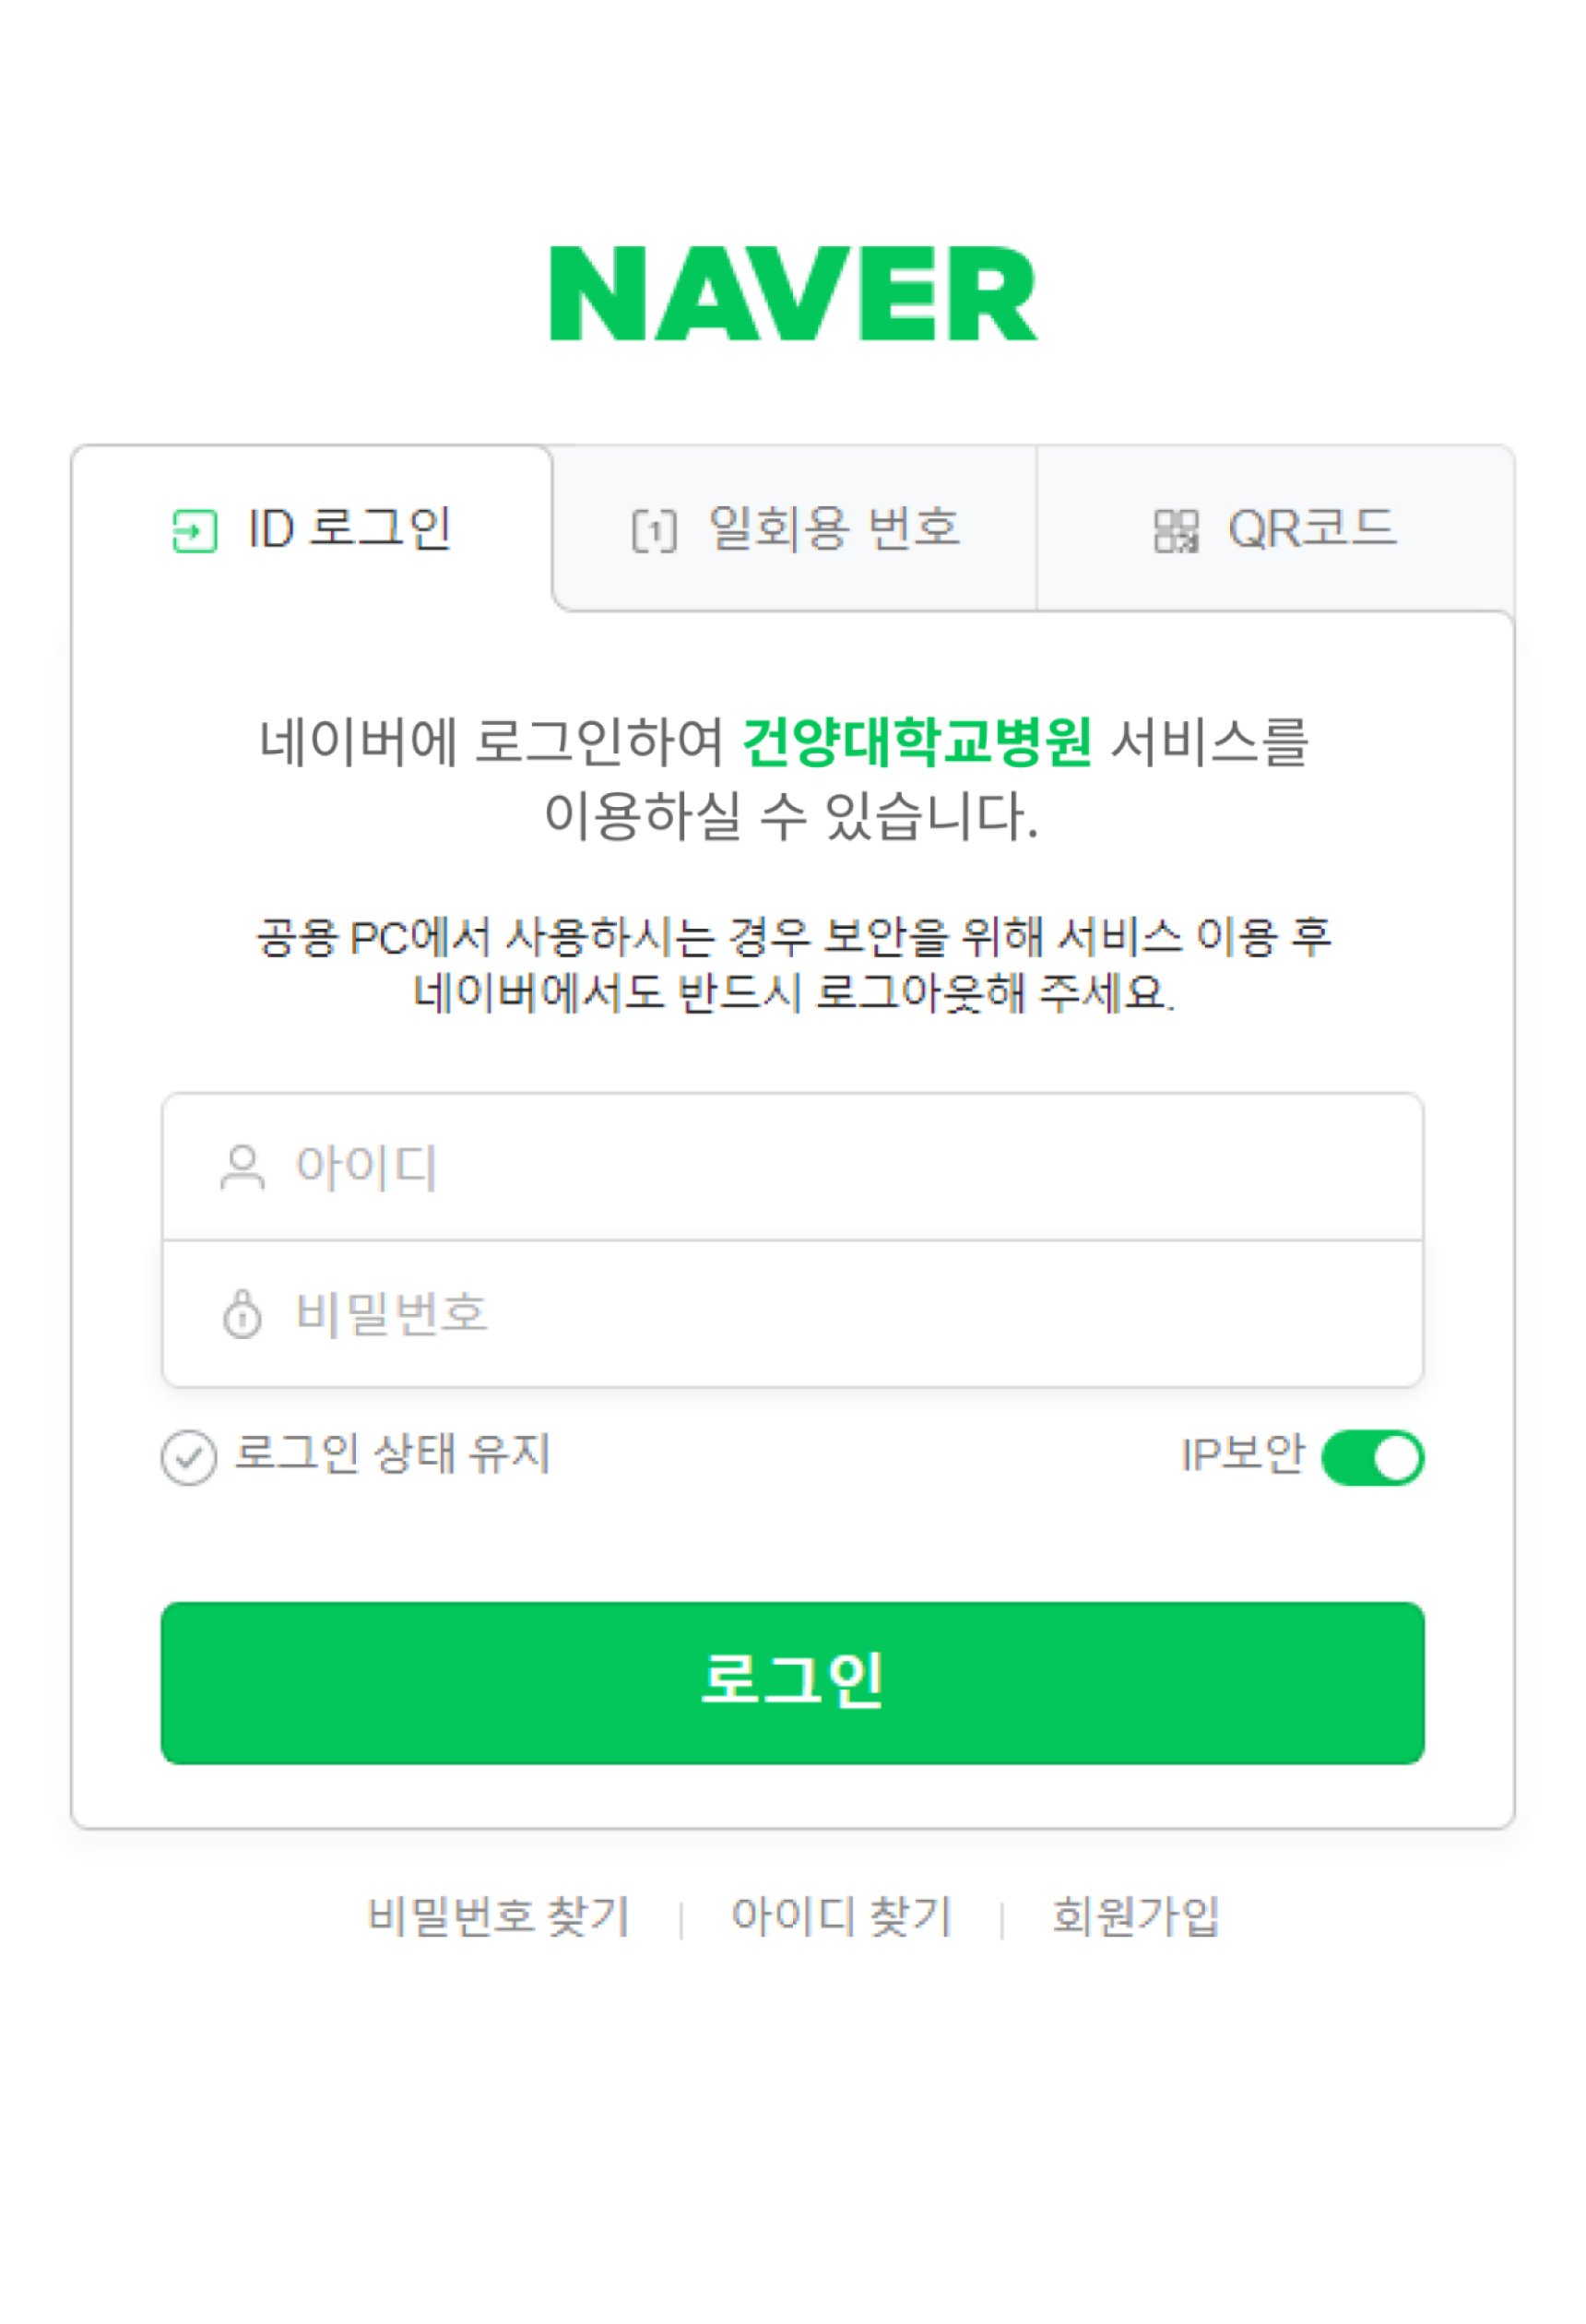 NAVER
ID 로그인
1 일회용 번호
QR코드
네이버에 로그인하여 건양대학교병원 서비스를
이용하실 수 있습니다.
공용 PC에서 사용하시는 경우 보안을 위해 서비스 이용 후
네이버에서도 반드시 로그아웃해 주세요.
아이디
비밀번호
로그인 상태 유지
IP보안
로그인
비밀번호 찾기 | 아이디 찾기 | 회원가입